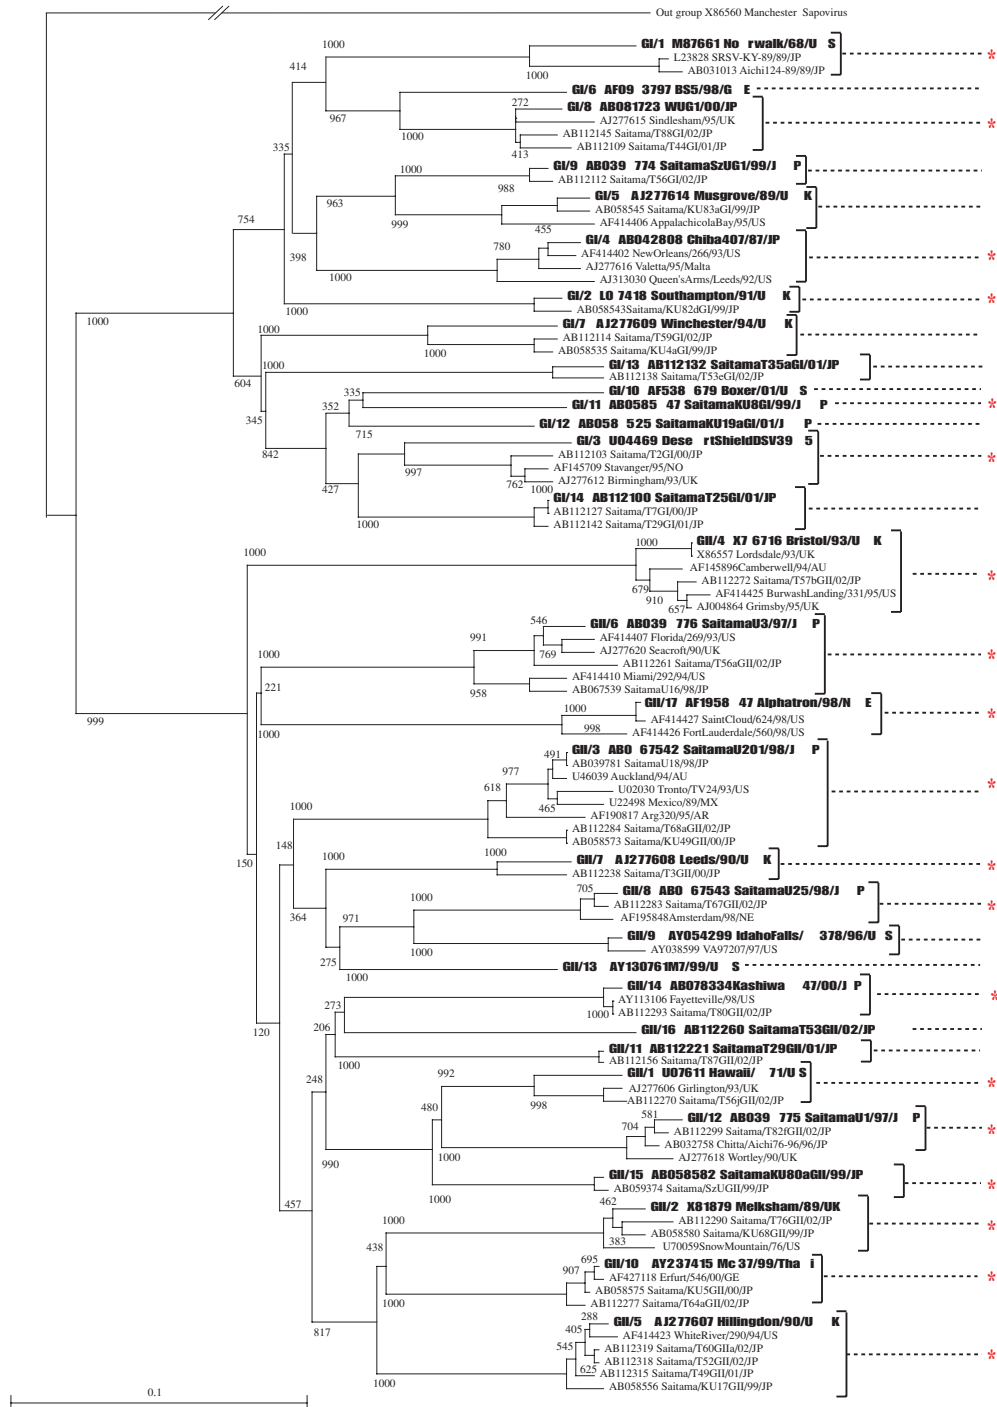 Out group X86560 Manchester Sapovirus
1000
GI/1 M87661 No rwalk/68/U S
L23828 SRSV-KY-89/89/JP
AB031013 Aichi124-89/89/JP
1000
*
414
GI/6 AF09 3797 BS5/98/G E
272
GI/8 AB081723 WUG1/00/JP
AJ277615 Sindlesham/95/UK
AB112145 Saitama/T88GI/02/JP
AB112109 Saitama/T44GI/01/JP
967
1000
413
*
335
1000
GI/9 AB039 774 SaitamaSzUG1/99/J P
AB112112 Saitama/T56GI/02/JP
988
963
GI/5 AJ277614 Musgrove/89/U K
AB058545 Saitama/KU83aGI/99/JP
AF414406 AppalachicolaBay/95/US
999
455
754
780
GI/4 AB042808 Chiba407/87/JP
AF414402 NewOrleans/266/93/US
AJ277616 Valetta/95/Malta
AJ313030 Queen'sArms/Leeds/92/US
398
1000
*
GI/2 L0 7418 Southampton/91/U K
AB058543Saitama/KU82dGI/99/JP
1000
*
1000
1000
GI/7 AJ277609 Winchester/94/U K
AB112114 Saitama/T59GI/02/JP
AB058535 Saitama/KU4aGI/99/JP
1000
1000
GI/13 AB112132 SaitamaT35aGI/01/JP
AB112138 Saitama/T53eGI/02/JP
604
335
GI/10 AF538 679 Boxer/01/U S
GI/11 AB0585 47 SaitamaKU8GI/99/J P
*
345
352
GI/12 AB058 525 SaitamaKU19aGI/01/J P
715
842
GI/3 U04469 Dese rtShieldDSV39 5
AB112103 Saitama/T2GI/00/JP
AF145709 Stavanger/95/NO
AJ277612 Birmingham/93/UK
997
762
*
427
1000
GI/14 AB112100 SaitamaT25GI/01/JP
AB112127 Saitama/T7GI/00/JP
AB112142 Saitama/T29GI/01/JP
1000
1000
1000
GII/4 X7 6716 Bristol/93/U K
X86557 Lordsdale/93/UK
AF145896Camberwell/94/AU
AB112272 Saitama/T57bGII/02/JP
AF414425 BurwashLanding/331/95/US
AJ004864 Grimsby/95/UK
679
910
657
*
546
GII/6 AB039 776 SaitamaU3/97/J P
AF414407 Florida/269/93/US
AJ277620 Seacroft/90/UK
AB112261 Saitama/T56aGII/02/JP
AF414410 Miami/292/94/US
AB067539 SaitamaU16/98/JP
991
769
1000
958
*
221
GII/17 AF1958 47 Alphatron/98/N E
AF414427 SaintCloud/624/98/US
AF414426 FortLauderdale/560/98/US
1000
998
1000
*
999
491
GII/3 AB0 67542 SaitamaU201/98/J P
AB039781 SaitamaU18/98/JP
U46039 Auckland/94/AU
U02030 Tronto/TV24/93/US
U22498 Mexico/89/MX
AF190817 Arg320/95/AR
AB112284 Saitama/T68aGII/02/JP
AB058573 Saitama/KU49GII/00/JP
977
618
465
1000
*
148
150
1000
1000
GII/7 AJ277608 Leeds/90/U K
AB112238 Saitama/T3GII/00/JP
*
364
705
GII/8 AB0 67543 SaitamaU25/98/J P
AB112283 Saitama/T67GII/02/JP
AF195848Amsterdam/98/NE
1000
971
*
GII/9 AY054299 IdahoFalls/ 378/96/U S
AY038599 VA97207/97/US
1000
275
GII/13 AY130761M7/99/U S
1000
*
GII/14 AB078334Kashiwa 47/00/J P
AY113106 Fayetteville/98/US
AB112293 Saitama/T80GII/02/JP
1000
273
*
206
120
GII/16 AB112260 SaitamaT53GII/02/JP
GII/11 AB112221 SaitamaT29GII/01/JP
AB112156 Saitama/T87GII/02/JP
1000
248
992
GII/1 U07611 Hawaii/ 71/U S
AJ277606 Girlington/93/UK
AB112270 Saitama/T56jGII/02/JP
998
480
*
581
GII/12 AB039 775 SaitamaU1/97/J P
AB112299 Saitama/T82fGII/02/JP
AB032758 Chitta/Aichi76-96/96/JP
AJ277618 Wortley/90/UK
704
990
1000
*
GII/15 AB058582 SaitamaKU80aGII/99/JP
AB059374 Saitama/SzUGII/99/JP
1000
*
457
462
GII/2 X81879 Melksham/89/UK
AB112290 Saitama/T76GII/02/JP
AB058580 Saitama/KU68GII/99/JP
U70059SnowMountain/76/US
1000
383
*
438
695
GII/10 AY237415 Mc 37/99/Tha i
AF427118 Erfurt/546/00/GE
AB058575 Saitama/KU5GII/00/JP
AB112277 Saitama/T64aGII/02/JP
907
1000
*
817
288
GII/5 AJ277607 Hillingdon/90/U K
AF414423 WhiteRiver/290/94/US
AB112319 Saitama/T60GIIa/02/JP
AB112318 Saitama/T52GII/02/JP
AB112315 Saitama/T49GII/01/JP
AB058556 Saitama/KU17GII/99/JP
405
545
625
1000
*
0.1